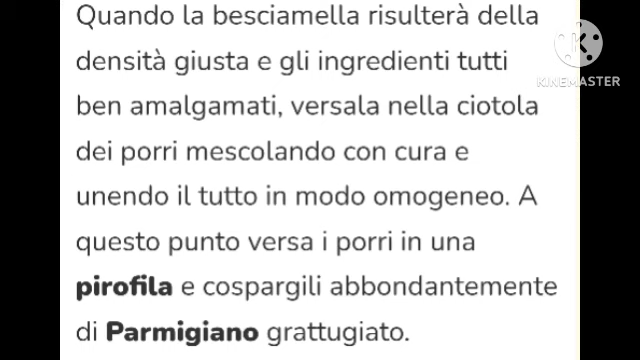 Quando la besciamella risulterà della
densità giusta e gli ingredienti tutti
ben amalgamati, versala nella ciotola
dei porri mescolando con cura e
unendo il tutto in modo omogeneo. A
questo punto versa i porri in una
pirofila e cospargili abbondantemente
di Parmigiano grattugiato.
K
KINEMASTER